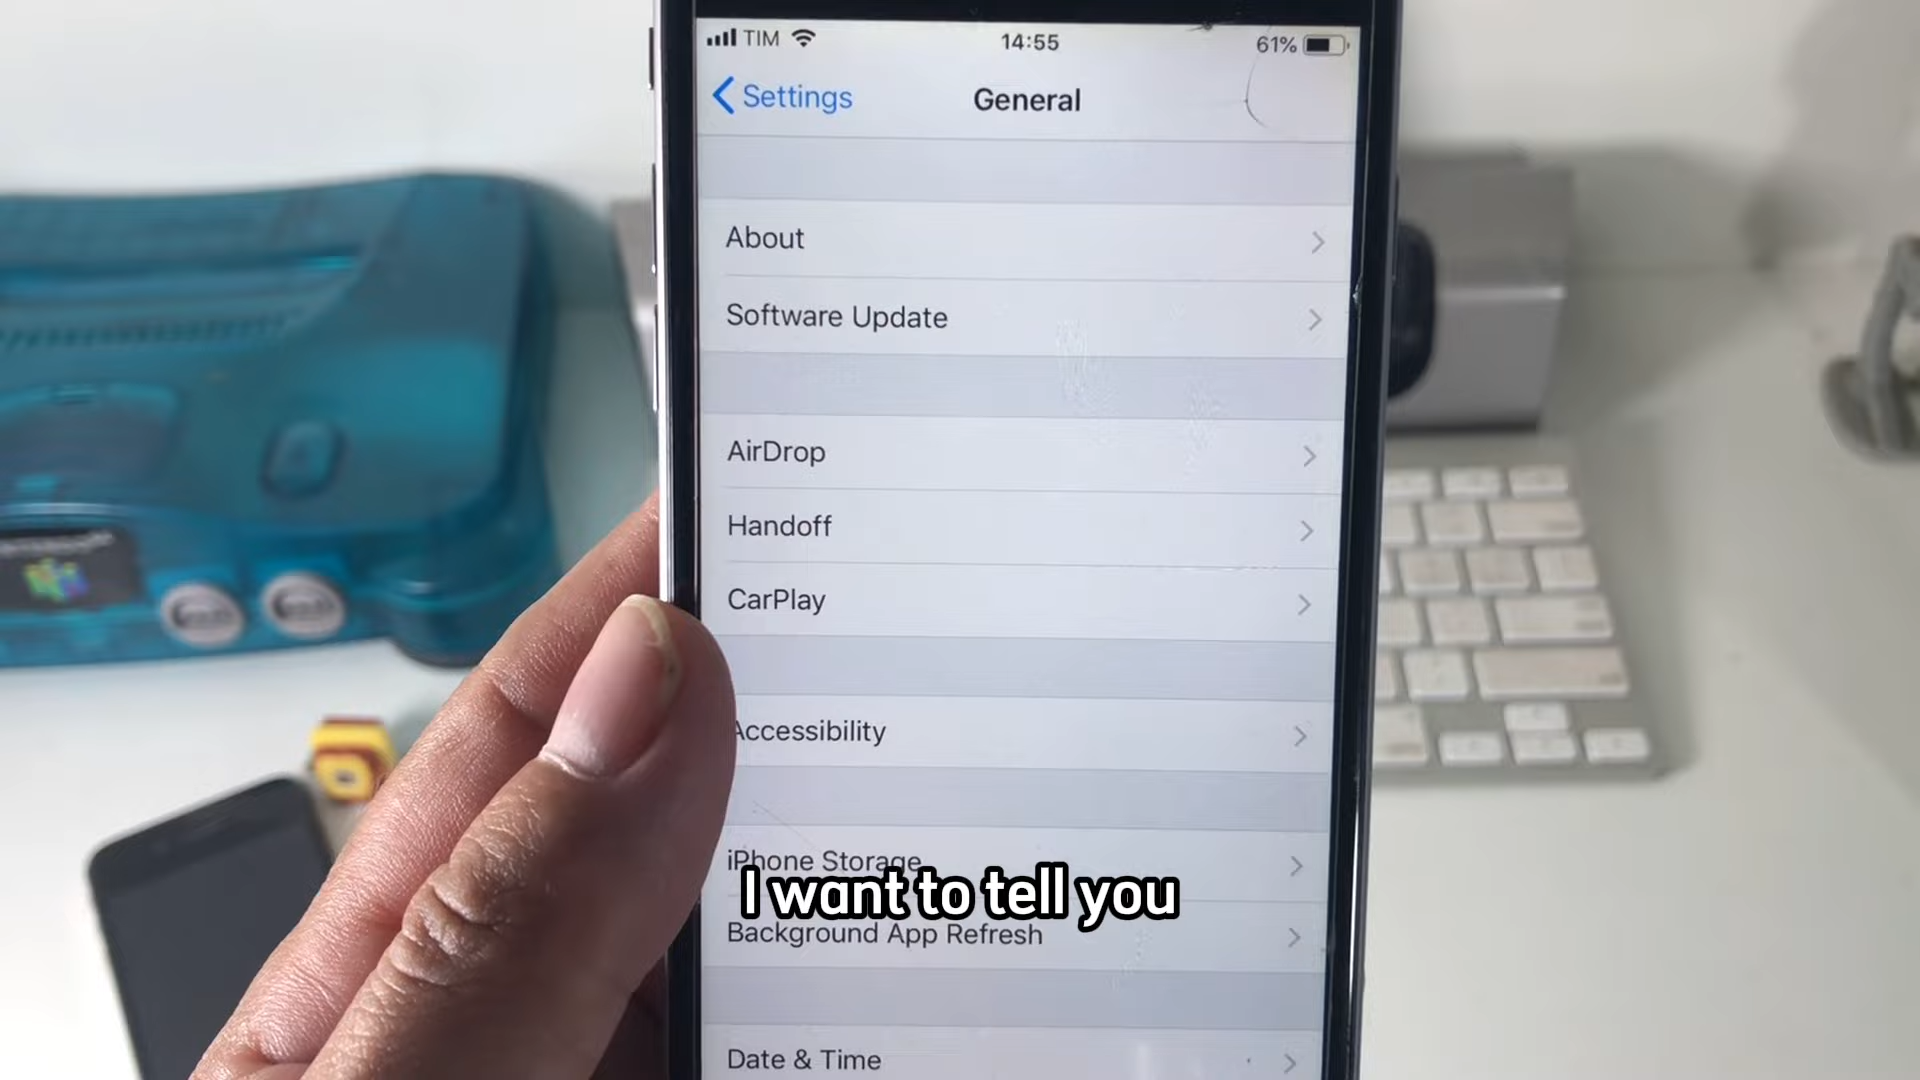 TIM 14:55 61%
Settings General
About
Software Update
AirDrop
Handoff
CarPlay
Accessibility
iPhone Storage
I want to tell you
Background App Refresh
Date & Time